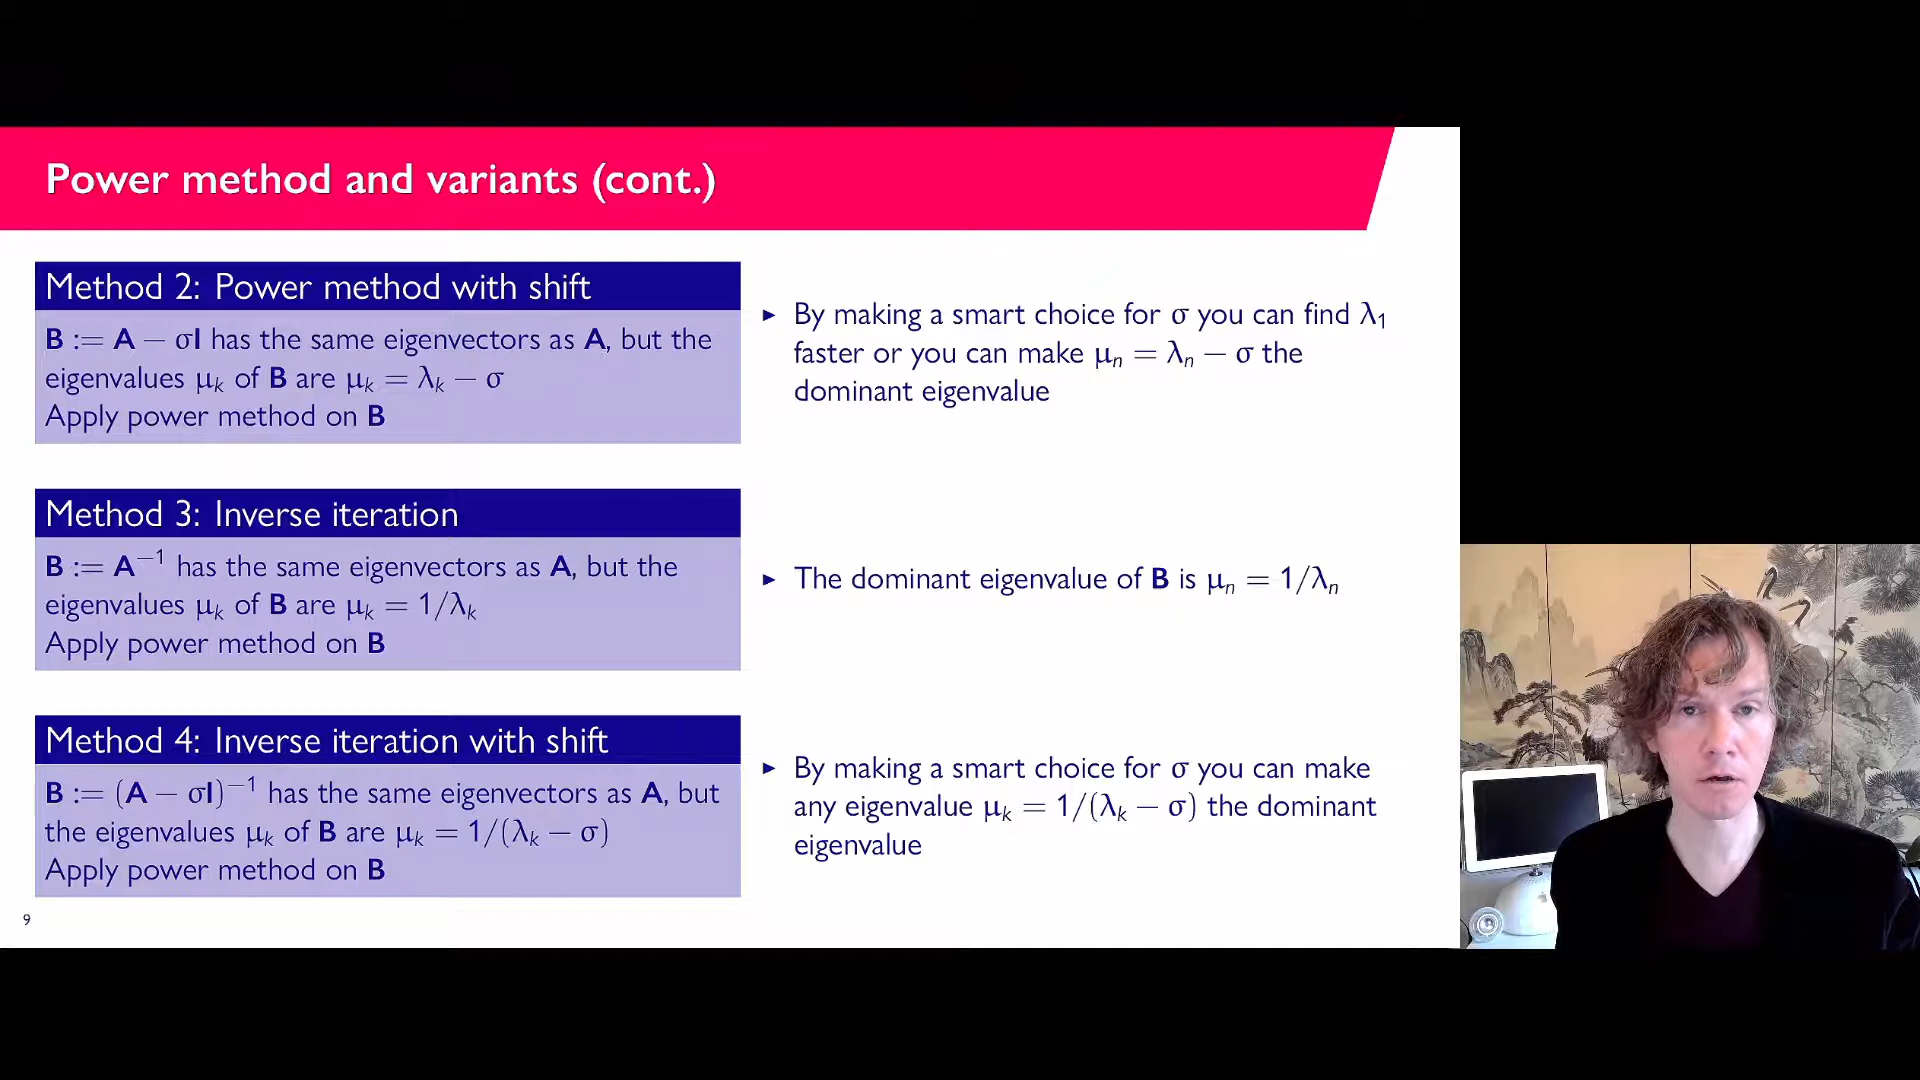 Power method and variants (cont.)
Method 2: Power method with shift
B := A − σI has the same eigenvectors as A, but the
eigenvalues μₖ of B are μₖ = λₖ − σ
Apply power method on B
▸ By making a smart choice for σ you can find λ₁
faster or you can make μₙ = λₙ − σ the
dominant eigenvalue
Method 3: Inverse iteration
B := A⁻¹ has the same eigenvectors as A, but the
eigenvalues μₖ of B are μₖ = 1/λₖ
Apply power method on B
▸ The dominant eigenvalue of B is μₙ = 1/λₙ
Method 4: Inverse iteration with shift
B := (A − σI)⁻¹ has the same eigenvectors as A, but
the eigenvalues μₖ of B are μₖ = 1/(λₖ − σ)
Apply power method on B
▸ By making a smart choice for σ you can make
any eigenvalue μₖ = 1/(λₖ − σ) the dominant
eigenvalue
9